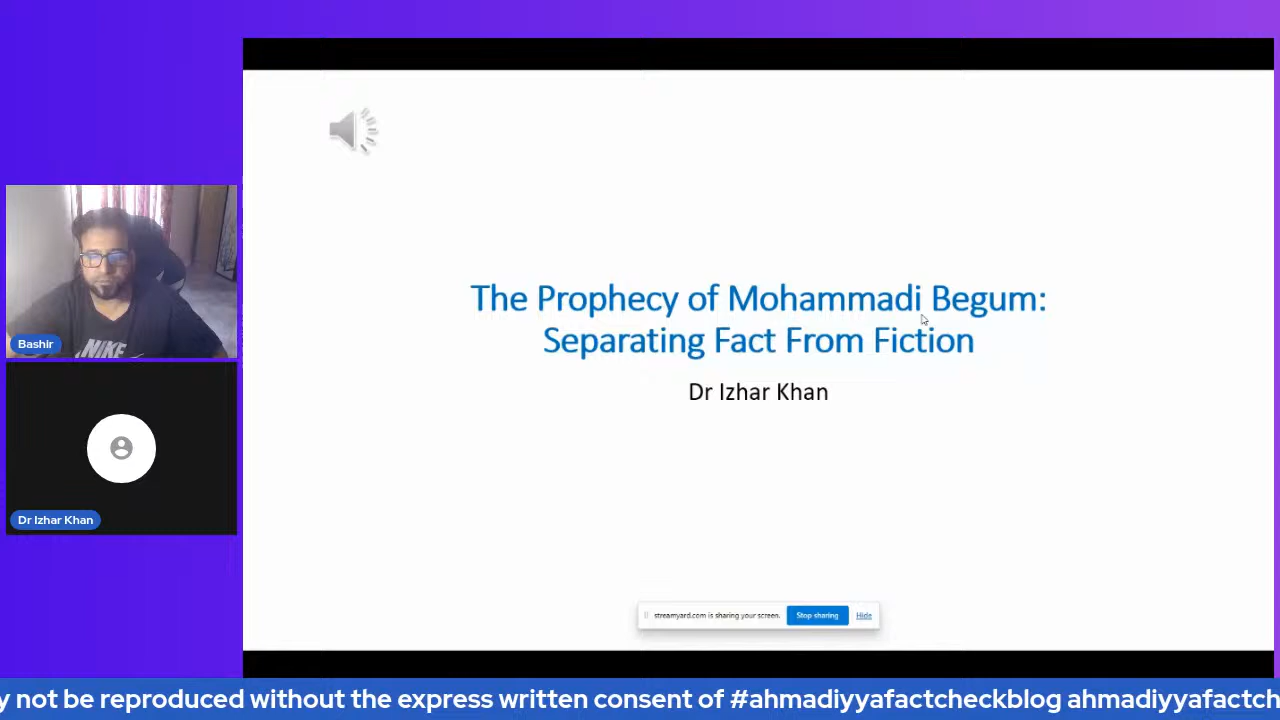 The Prophecy of Mohammadi Begum:
Separating Fact From Fiction
Dr Izhar Khan
NIKE
Bashir
Dr Izhar Khan
streamyard.com is sharing your screen. Stop sharing Hide
y not be reproduced without the express written consent of #ahmadiyyafactcheckblog ahmadiyyafactch